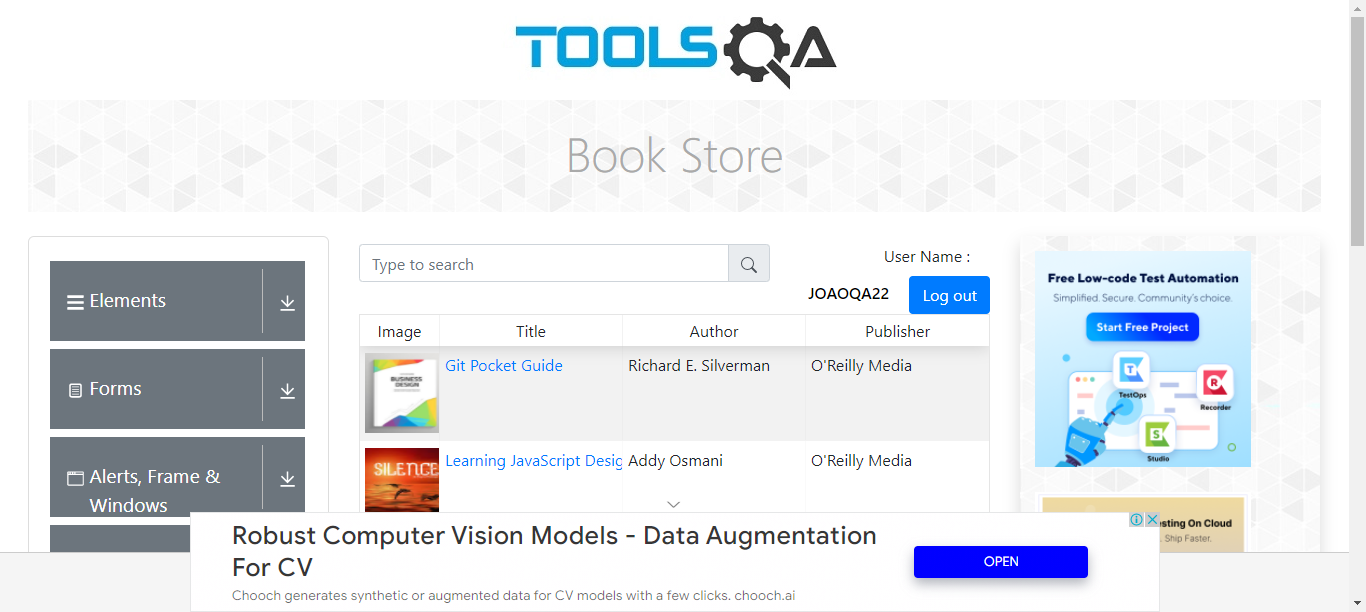 TOOLSQA
Book Store
Elements
Forms
Alerts, Frame &
Windows
Type to search
User Name :
JOAOQA22
Log out
Image Title Author Publisher
BUSINESS
DESIGN
Git Pocket Guide Richard E. Silverman O'Reilly Media
SILENCE
Learning JavaScript Desig Addy Osmani O'Reilly Media
Free Low-code Test Automation
Simplified. Secure. Community's choice.
Start Free Project
TestOps
Recorder
Studio
sting On Cloud
. Ship Faster.
Robust Computer Vision Models - Data Augmentation
For CV
Chooch generates synthetic or augmented data for CV models with a few clicks. chooch.ai
OPEN